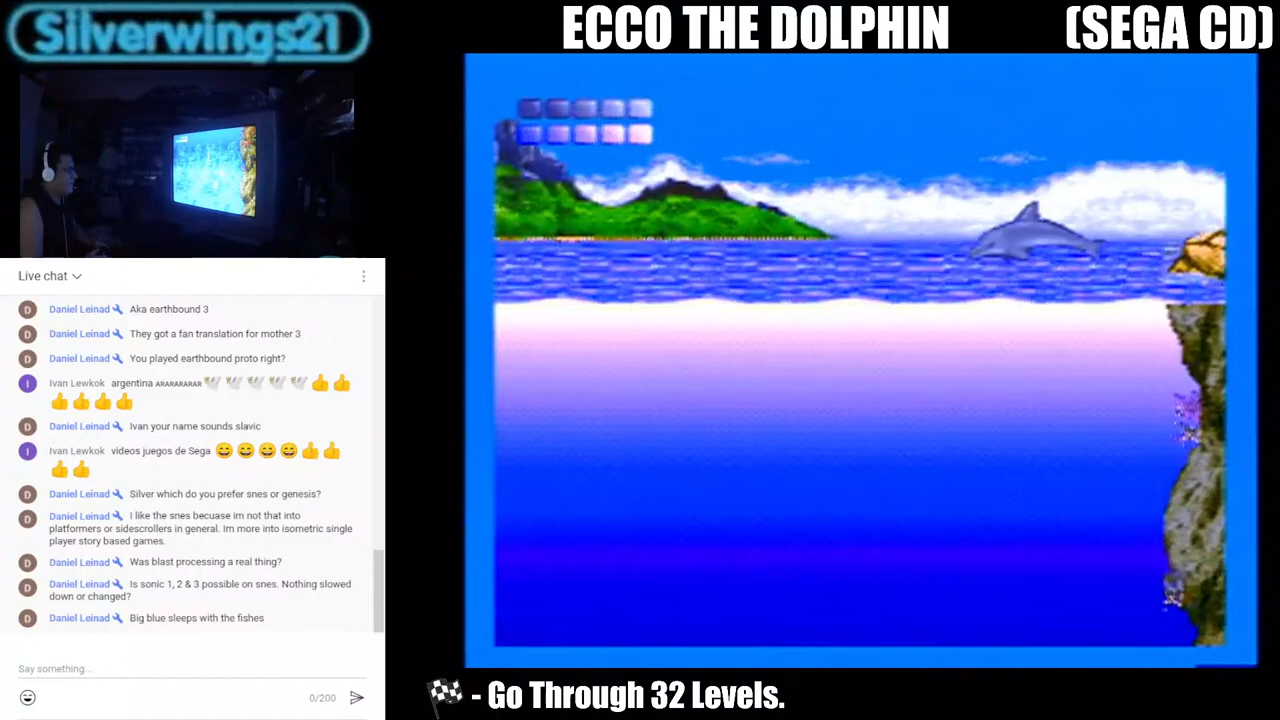 Silverwings21
ECCO THE DOLPHIN
(SEGA CD)
Live chat
D Daniel Leinad Aka earthbound 3
D Daniel Leinad They got a fan translation for mother 3
D Daniel Leinad You played earthbound proto right?
I Ivan Lewkok argentina ᴀʀᴀʀᴀʀᴀʀᴀʀ 🕊🕊🕊🕊🕊👍👍
👍👍👍👍
D Daniel Leinad Ivan your name sounds slavic
I Ivan Lewkok videos juegos de Sega 😄😄😄😄👍👍
👍👍
D Daniel Leinad Silver which do you prefer snes or genesis?
D Daniel Leinad I like the snes becuase im not that into
platformers or sidescrollers in general. Im more into isometric single
player story based games.
D Daniel Leinad Was blast processing a real thing?
D Daniel Leinad Is sonic 1, 2 & 3 possible on snes. Nothing slowed
down or changed?
D Daniel Leinad Big blue sleeps with the fishes
Say something...
0/200
🏁 - Go Through 32 Levels.